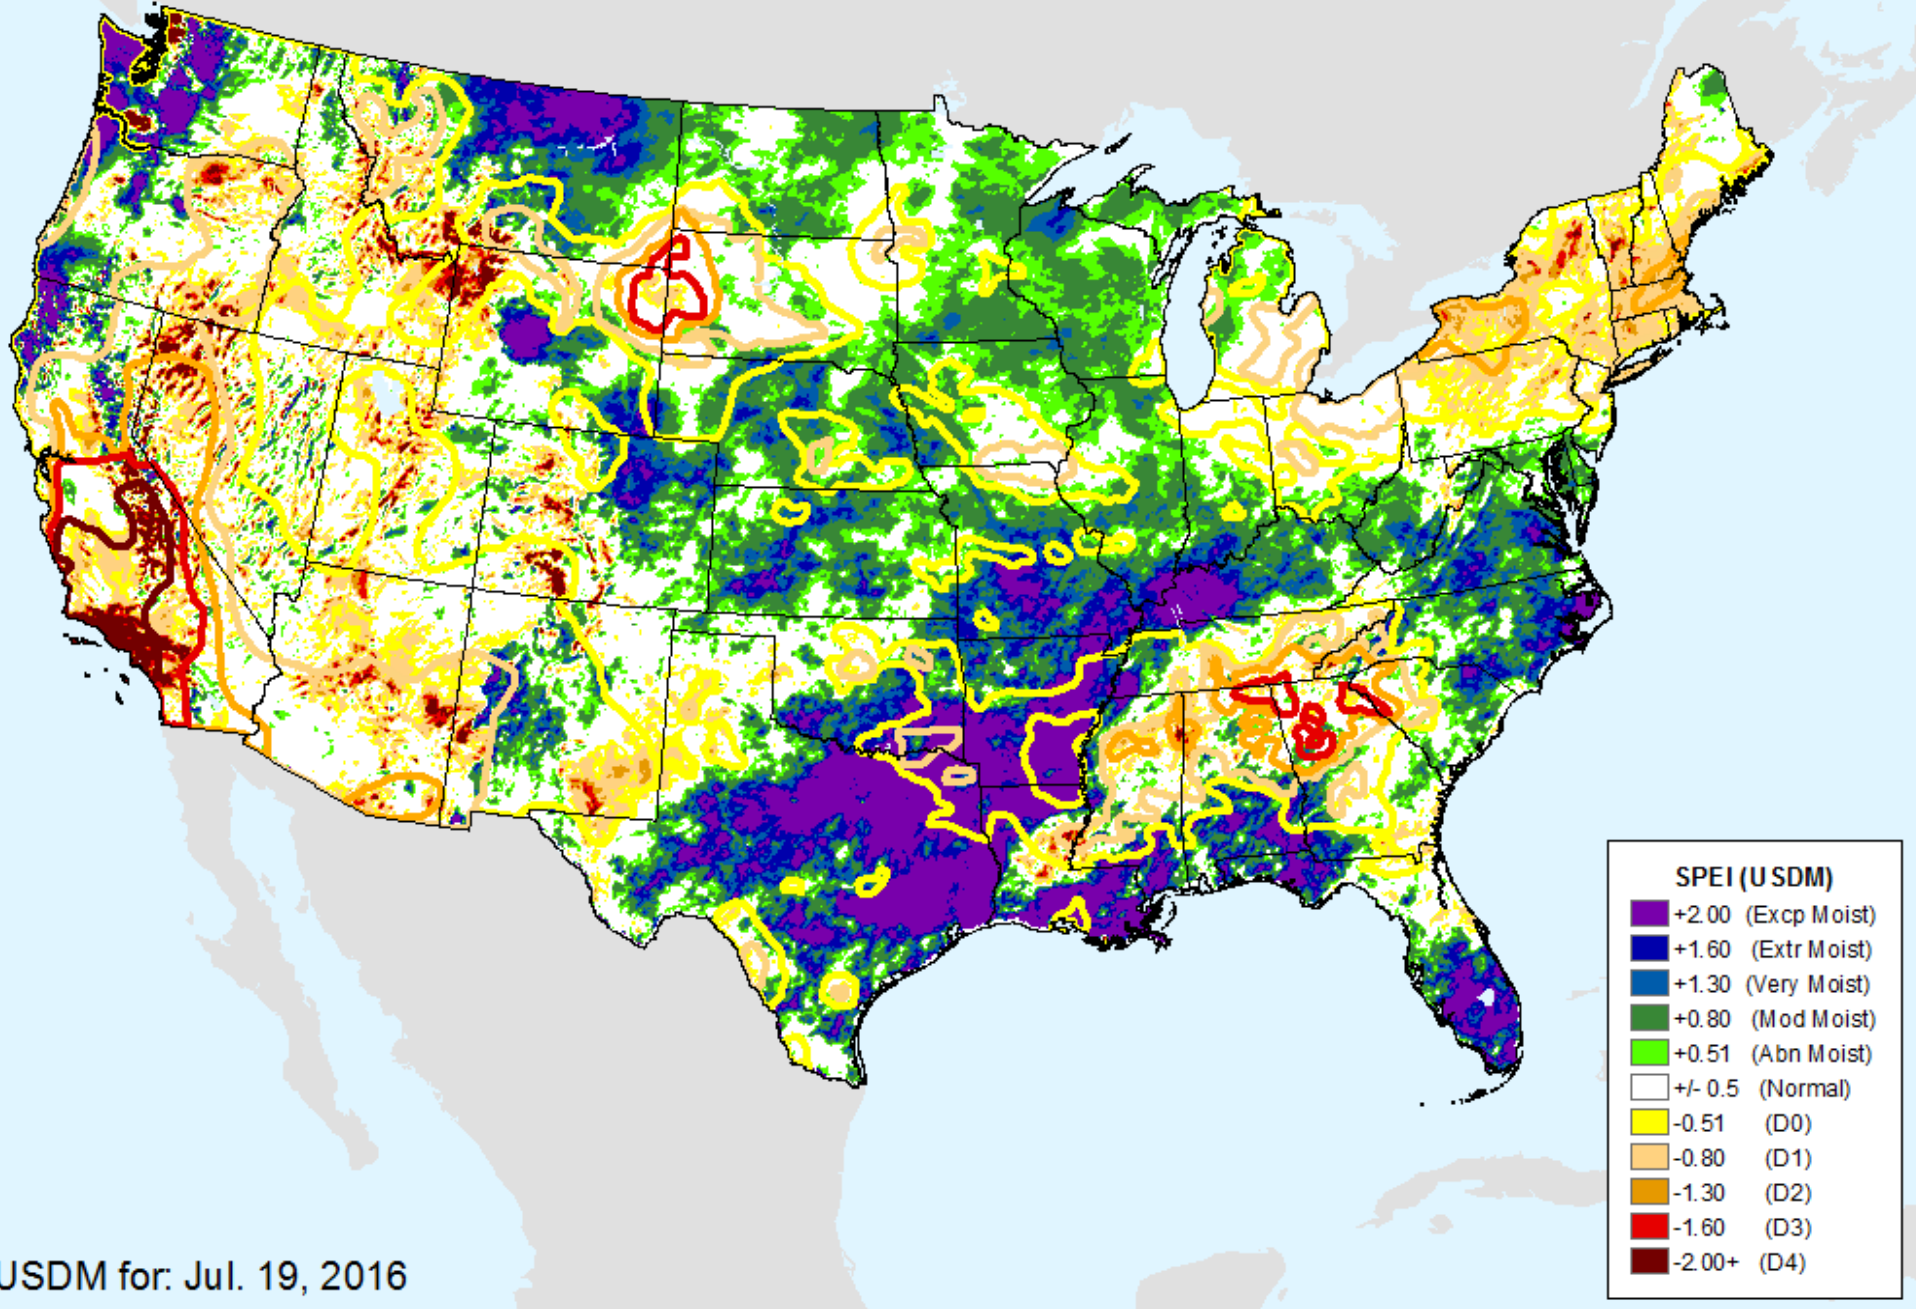 SPEI (USDM)
+2.00 (Excp Moist)
+1.60 (Extr Moist)
+1.30 (Very Moist)
+0.80 (Mod Moist)
+0.51 (Abn Moist)
+/- 0.5 (Normal)
-0.51 (D0)
-0.80 (D1)
-1.30 (D2)
-1.60 (D3)
-2.00+ (D4)
USDM for: Jul. 19, 2016